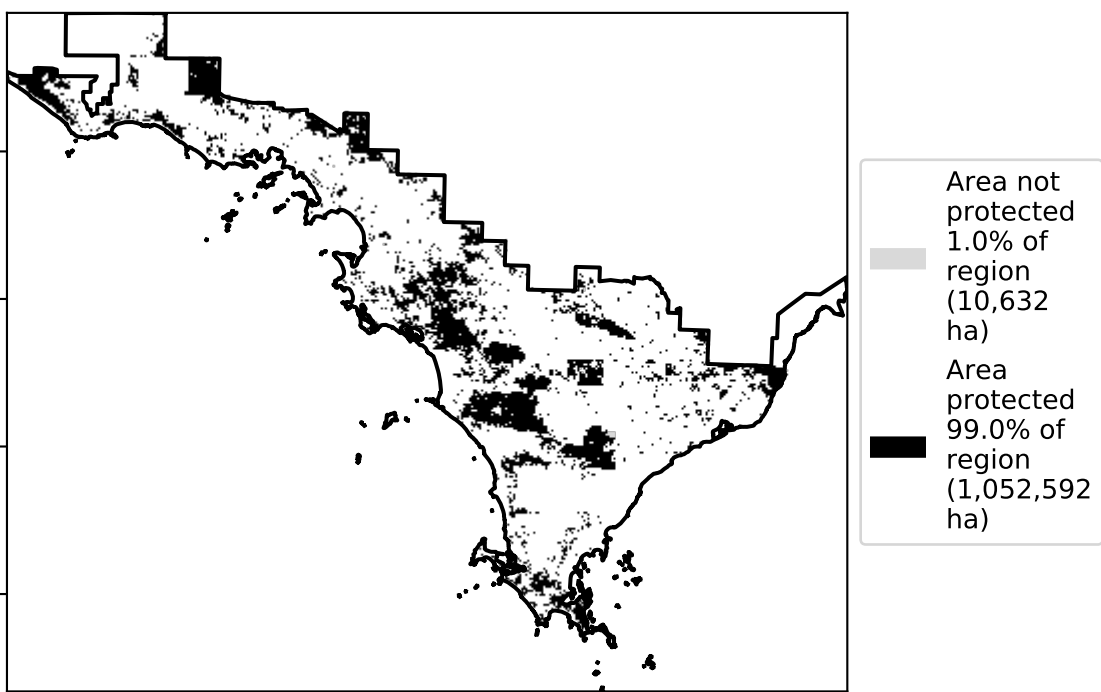 Area not
protected
1.0% of
region
(10,632
ha)
Area
protected
99.0% of
region
(1,052,592
ha)